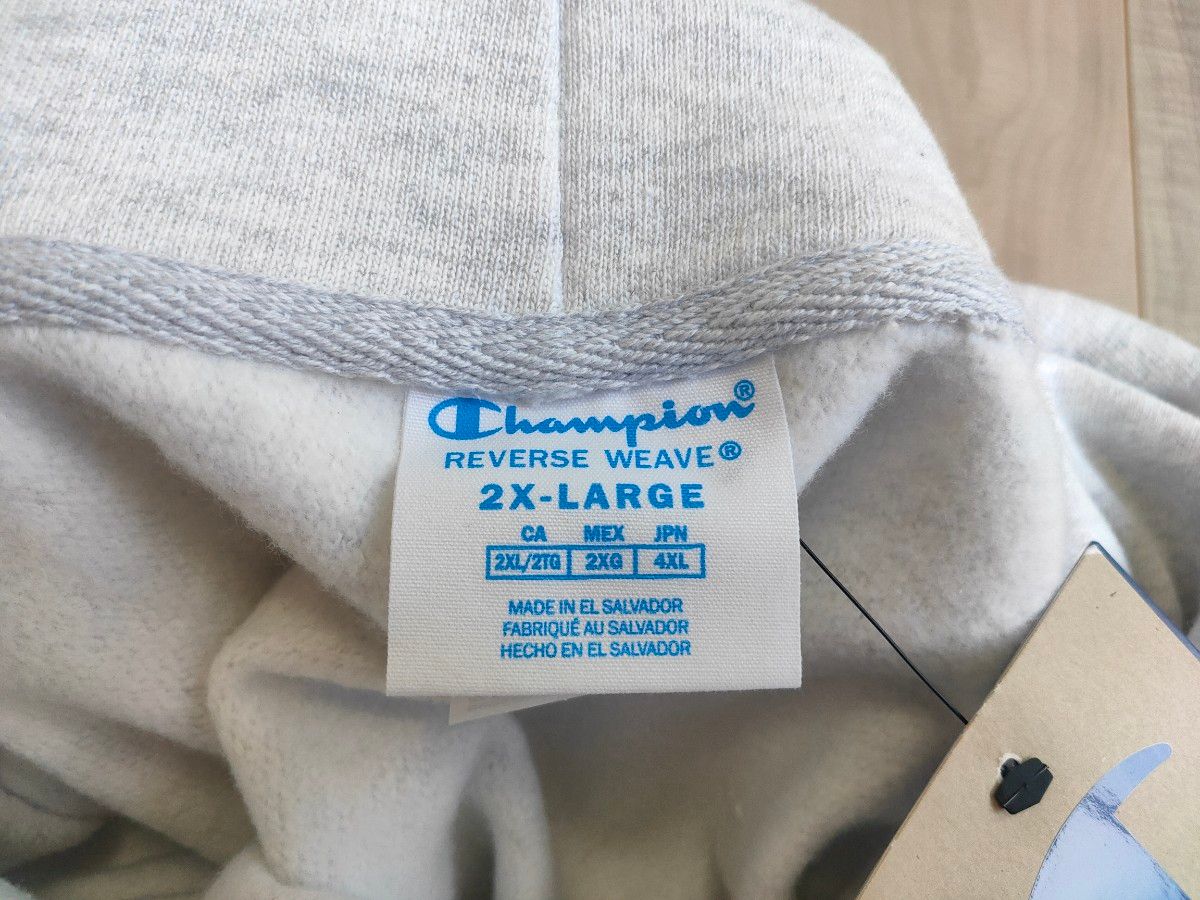 Champion®
REVERSE WEAVE®
2X-LARGE
CA MEX JPN
2XL/2TG 2XG 4XL
MADE IN EL SALVADOR
FABRIQUÉ AU SALVADOR
HECHO EN EL SALVADOR